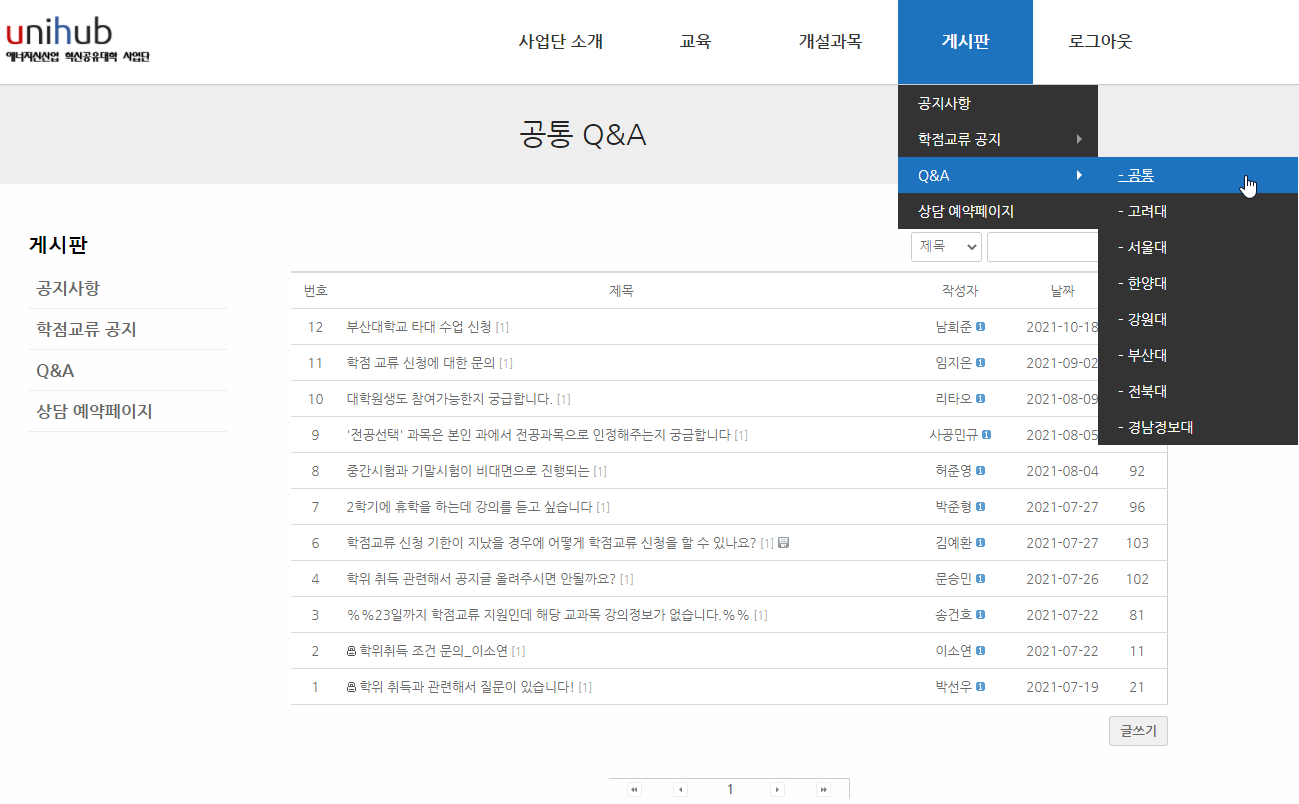 unihub
에너지신산업 혁신공유대학 사업단
사업단 소개 교육 개설과목 게시판 로그아웃
공지사항
학점교류 공지
Q&A
상담 예약페이지
- 공통
- 고려대
- 서울대
- 한양대
- 강원대
- 부산대
- 전북대
- 경남정보대
공통 Q&A
게시판
공지사항
학점교류 공지
Q&A
상담 예약페이지
제목
번호 제목 작성자 날짜
12 부산대학교 타대 수업 신청 [1] 남희준 2021-10-18
11 학점 교류 신청에 대한 문의 [1] 임지은 2021-09-02
10 대학원생도 참여가능한지 궁급합니다. [1] 리타오 2021-08-09
9 '전공선택' 과목은 본인 과에서 전공과목으로 인정해주는지 궁금합니다 [1] 사공민규 2021-08-05
8 중간시험과 기말시험이 비대면으로 진행되는 [1] 허준영 2021-08-04 92
7 2학기에 휴학을 하는데 강의를 듣고 싶습니다 [1] 박준형 2021-07-27 96
6 학점교류 신청 기한이 지났을 경우에 어떻게 학점교류 신청을 할 수 있나요? [1] 김예환 2021-07-27 103
4 학위 취득 관련해서 공지글 올려주시면 안될까요? [1] 문승민 2021-07-26 102
3 %%23일까지 학점교류 지원인데 해당 교과목 강의정보가 없습니다.%% [1] 송건호 2021-07-22 81
2 학위취득 조건 문의_이소연 [1] 이소연 2021-07-22 11
1 학위 취득과 관련해서 질문이 있습니다! [1] 박선우 2021-07-19 21
글쓰기
1